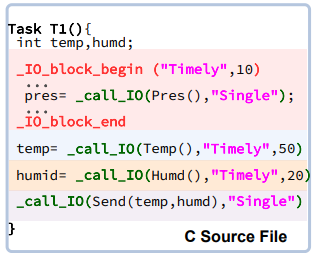 Task T1(){
int temp,humd;
_IO_block_begin ("Timely",10)
...
pres= _call_IO(Pres(),"Single");
...
_IO_block_end
temp= _call_IO(Temp(),"Timely",50)
humid= _call_IO(Humd(),"Timely",20)
_call_IO(Send(temp,humd),"Single")
}
C Source File